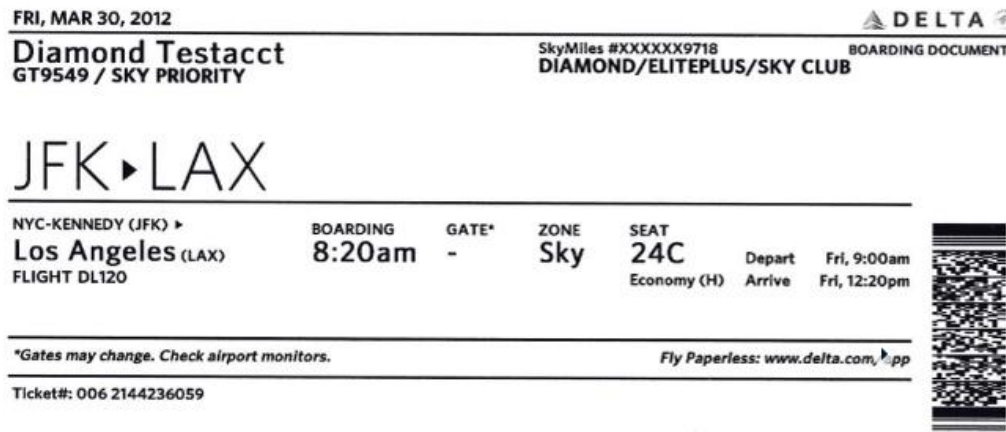 FRI, MAR 30, 2012
DELTA
Diamond Testacct
GT9549 / SKY PRIORITY
SkyMiles #XXXXXX9718
DIAMOND/ELITEPLUS/SKY CLUB
BOARDING DOCUMENT
JFK▸LAX
NYC-KENNEDY (JFK) ▸
Los Angeles (LAX)
FLIGHT DL120
BOARDING
8:20am
GATE*
-
ZONE
Sky
SEAT
24C
Economy (H)
Depart Fri, 9:00am
Arrive Fri, 12:20pm
*Gates may change. Check airport monitors.
Fly Paperless: www.delta.com/pp
Ticket#: 006 2144236059